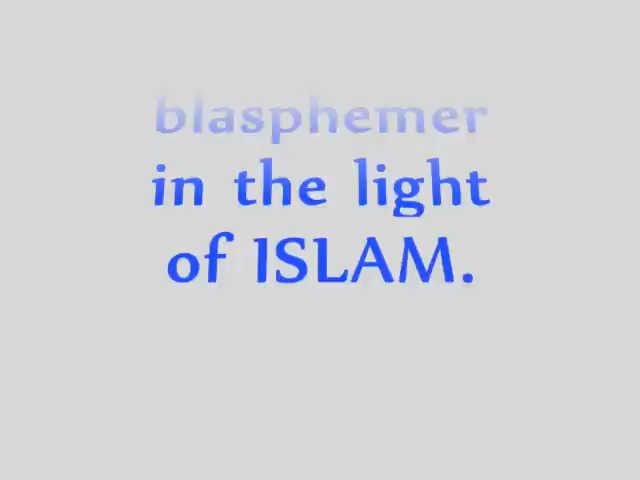 blasphemer
in the light
of ISLAM.